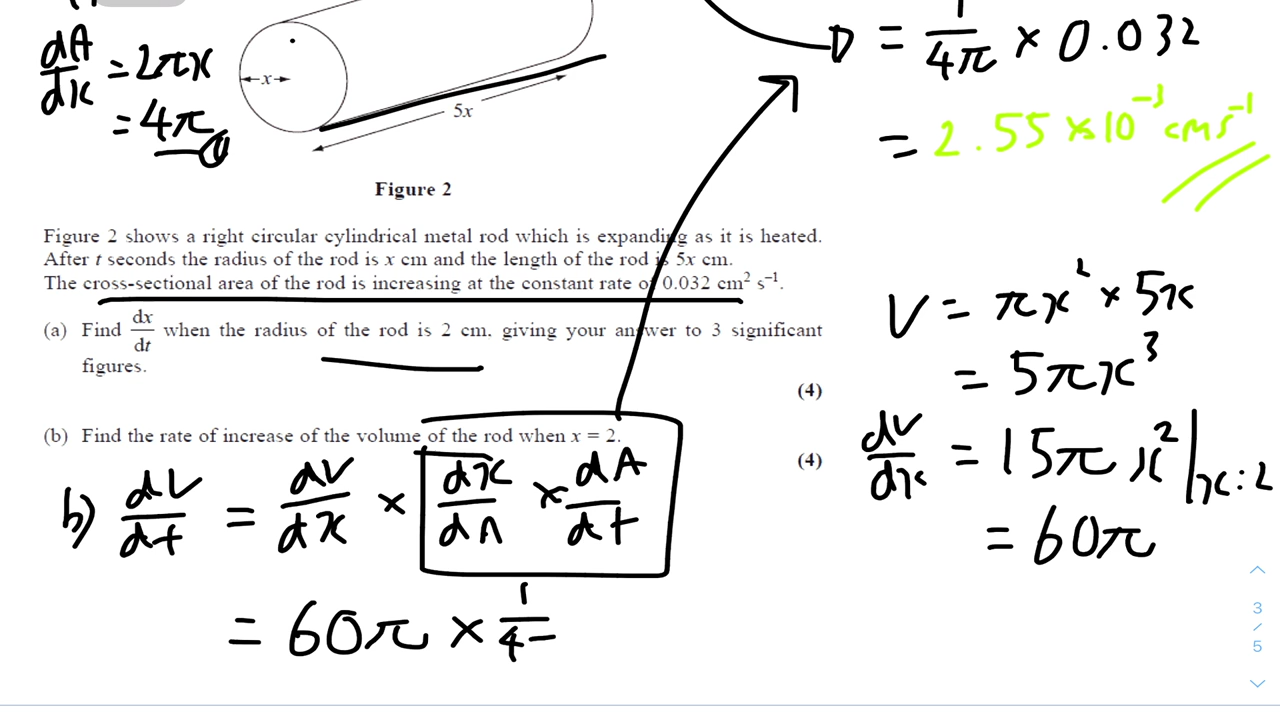 dA/dx = 2πx
= 4π
x
5x
D = 1/4π × 0.032
= 2.55 ×10⁻³ cms⁻¹
Figure 2
Figure 2 shows a right circular cylindrical metal rod which is expanding as it is heated.
After t seconds the radius of the rod is x cm and the length of the rod is 5x cm.
The cross-sectional area of the rod is increasing at the constant rate of 0.032 cm² s⁻¹.
(a) Find dx/dt when the radius of the rod is 2 cm, giving your answer to 3 significant
figures.
(4)
(b) Find the rate of increase of the volume of the rod when x = 2.
(4)
b) dV/dt = dV/dx × dx/dA × dA/dt
= 60π × 1/4
V = πx² × 5x
= 5πx³
dV/dx = 15πx² | x:2
= 60π
3
/
5